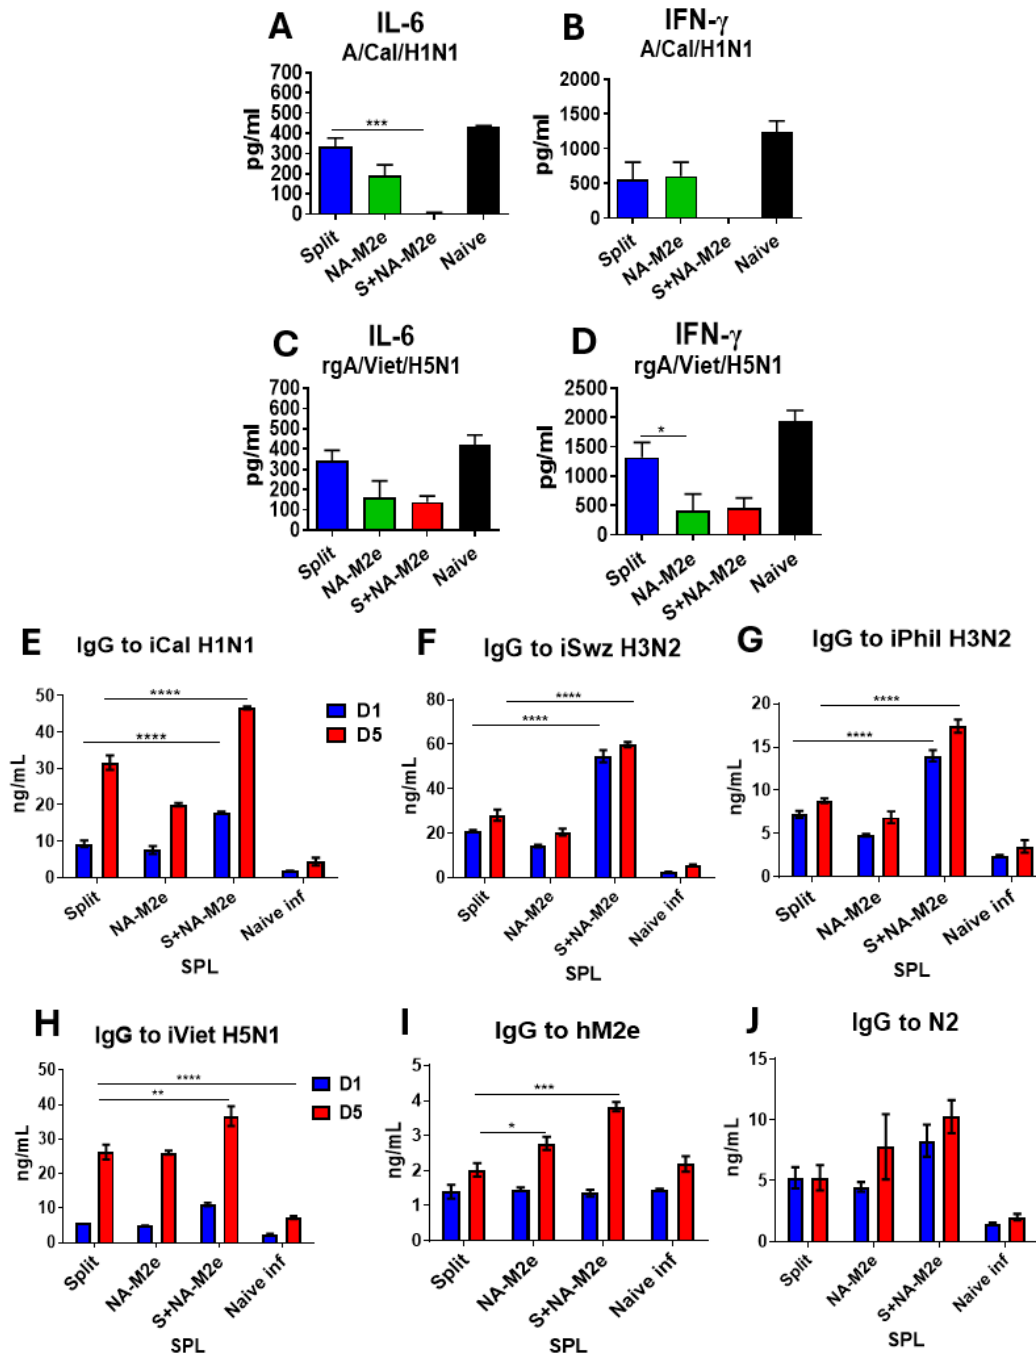 A
IL-6
A/Cal/H1N1
pg/ml
700
600
500
400
300
200
100
0
***
Split
NA-M2e
S+NA-M2e
Naive
B
IFN-γ
A/Cal/H1N1
pg/ml
2000
1500
1000
500
0
Split
NA-M2e
S+NA-M2e
Naive
C
IL-6
rgA/Viet/H5N1
pg/ml
700
600
500
400
300
200
100
0
Split
NA-M2e
S+NA-M2e
Naive
D
IFN-γ
rgA/Viet/H5N1
pg/ml
2500
2000
1500
1000
500
0
*
Split
NA-M2e
S+NA-M2e
Naive
E
IgG to iCal H1N1
ng/mL
50
40
30
20
10
0
****
****
D1
D5
Split
NA-M2e
S+NA-M2e
Naive inf
SPL
F
IgG to iSwz H3N2
ng/mL
80
60
40
20
0
****
****
Split
NA-M2e
S+NA-M2e
Naive inf
SPL
G
IgG to iPhil H3N2
ng/mL
20
15
10
5
0
****
****
Split
NA-M2e
S+NA-M2e
Naive inf
SPL
H
IgG to iViet H5N1
ng/mL
50
40
30
20
10
0
****
**
D1
D5
Split
NA-M2e
S+NA-M2e
Naive inf
SPL
I
IgG to hM2e
ng/mL
5
4
3
2
1
0
***
*
Split
NA-M2e
S+NA-M2e
Naive inf
SPL
J
IgG to N2
ng/mL
15
10
5
0
Split
NA-M2e
S+NA-M2e
Naive inf
SPL